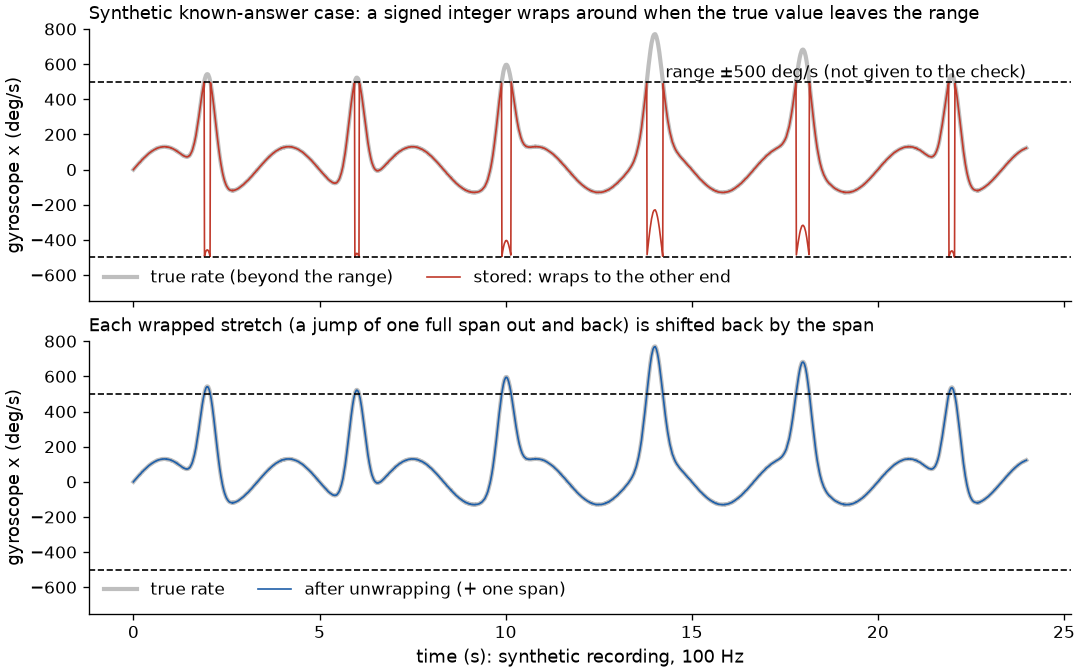 Synthetic known-answer case: a signed integer wraps around when the true value leaves the range
800
600
400
200
0
−200
−400
−600
gyroscope x (deg/s)
range ±500 deg/s (not given to the check)
true rate (beyond the range)
stored: wraps to the other end
Each wrapped stretch (a jump of one full span out and back) is shifted back by the span
800
600
400
200
0
−200
−400
−600
gyroscope x (deg/s)
true rate
after unwrapping (+ one span)
0
5
10
15
20
25
time (s): synthetic recording, 100 Hz